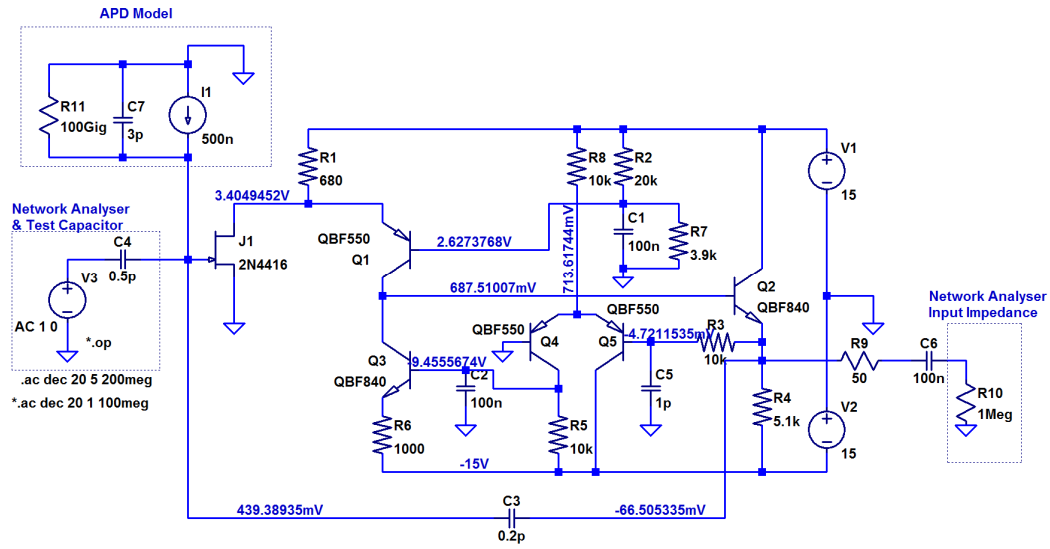 APD Model
R11
100Gig
C7
3p
I1
500n
R1
680
R8
10k
R2
20k
V1
15
3.4049452V
Network Analyser
& Test Capacitor
C4
0.5p
J1
2N4416
QBF550
Q1
2.6273768V
713.61744mV
C1
100n
R7
3.9k
V3
AC 1 0
*.op
.ac dec 20 5 200meg
*.ac dec 20 1 100meg
687.51007mV
Q2
QBF840
Network Analyser
Input Impedance
QBF550
Q4
QBF550
Q5
-4.7211535mV
R3
10k
Q3
QBF840
-9.4555674V
C2
100n
C5
1p
R9
50
C6
100n
R10
1Meg
R6
1000
R5
10k
R4
5.1k
V2
15
-15V
C3
0.2p
439.38935mV
-66.505335mV